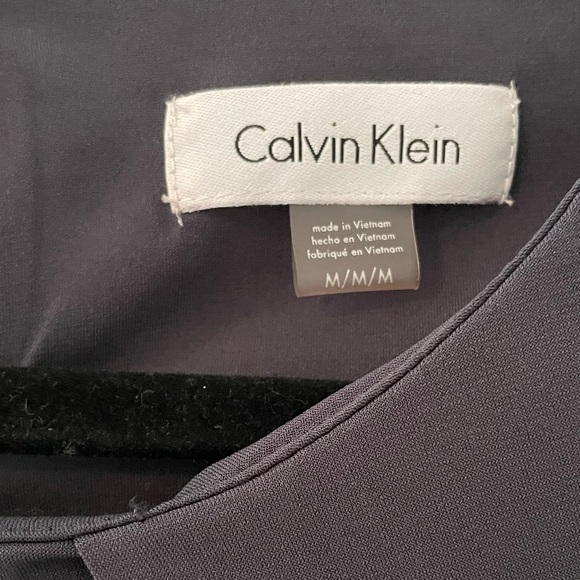 Calvin Klein
made in Vietnam
hecho en Vietnam
fabriqué en Vietnam
M/M/M